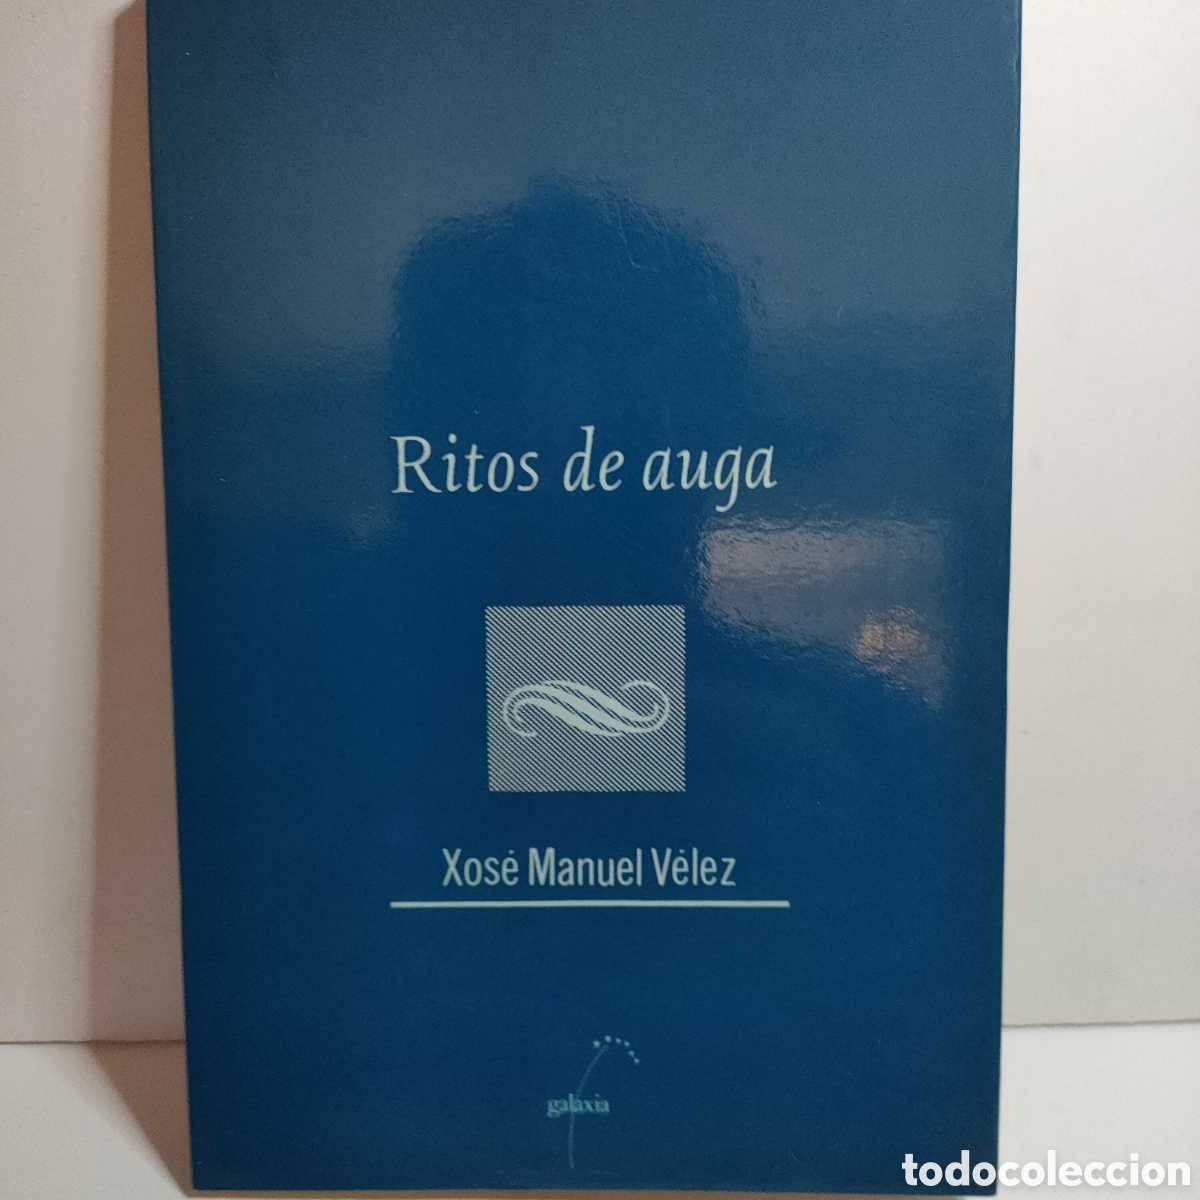 Ritos de auga
Xosé Manuel Vélez
galaxia
todocoleccion